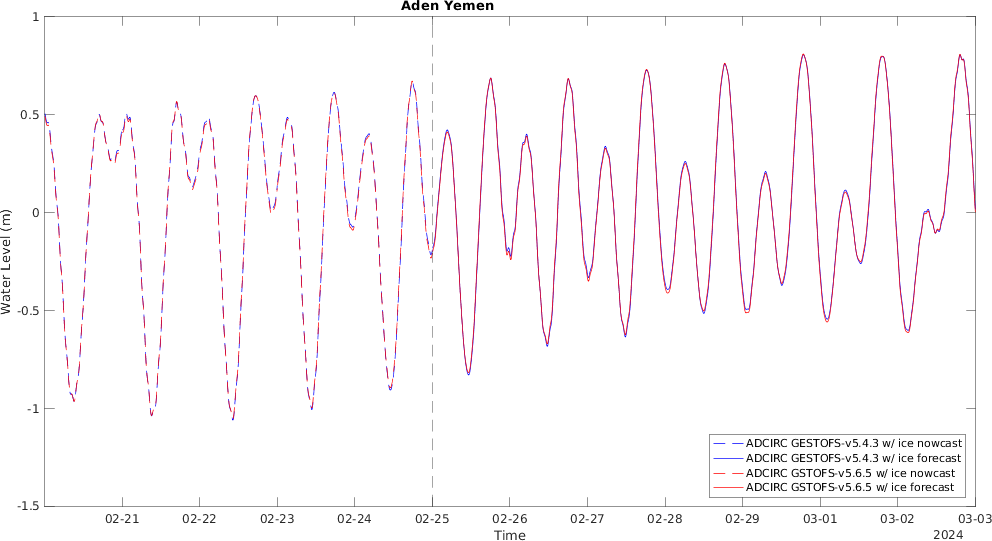 Aden Yemen
1
0.5
0
-0.5
-1
-1.5
Water Level (m)
ADCIRC GESTOFS-v5.4.3 w/ ice nowcast
ADCIRC GESTOFS-v5.4.3 w/ ice forecast
ADCIRC GSTOFS-v5.6.5 w/ ice nowcast
ADCIRC GSTOFS-v5.6.5 w/ ice forecast
02-21 02-22 02-23 02-24 02-25 02-26 02-27 02-28 02-29 03-01 03-02 03-03
Time
2024